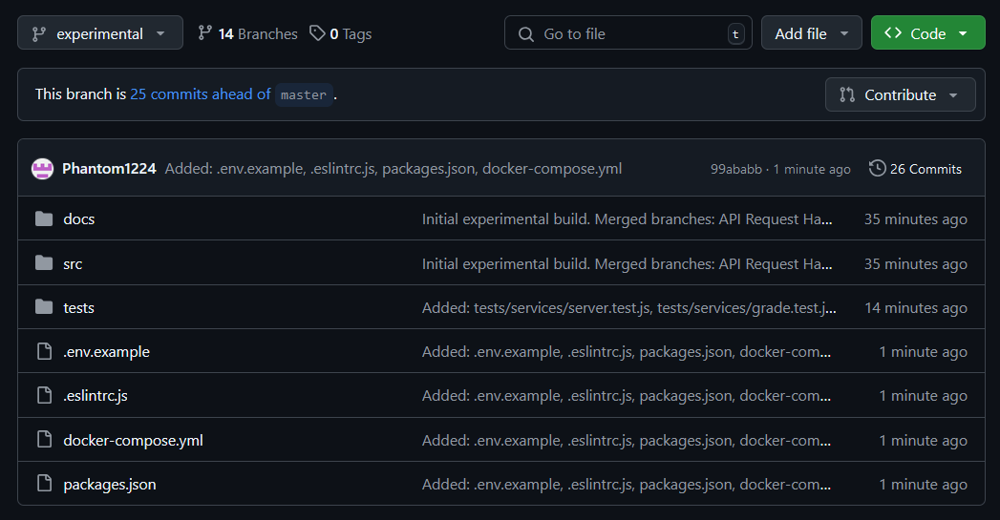 experimental 14 Branches 0 Tags Go to file t Add file Code
This branch is 25 commits ahead of master.
Contribute
Phantom1224 Added: .env.example, .eslintrc.js, packages.json, docker-compose.yml 99ababb · 1 minute ago 26 Commits
docs Initial experimental build. Merged branches: API Request Ha... 35 minutes ago
src Initial experimental build. Merged branches: API Request Ha... 35 minutes ago
tests Added: tests/services/server.test.js, tests/services/grade.test.j... 14 minutes ago
.env.example Added: .env.example, .eslintrc.js, packages.json, docker-com... 1 minute ago
.eslintrc.js Added: .env.example, .eslintrc.js, packages.json, docker-com... 1 minute ago
docker-compose.yml Added: .env.example, .eslintrc.js, packages.json, docker-com... 1 minute ago
packages.json Added: .env.example, .eslintrc.js, packages.json, docker-com... 1 minute ago